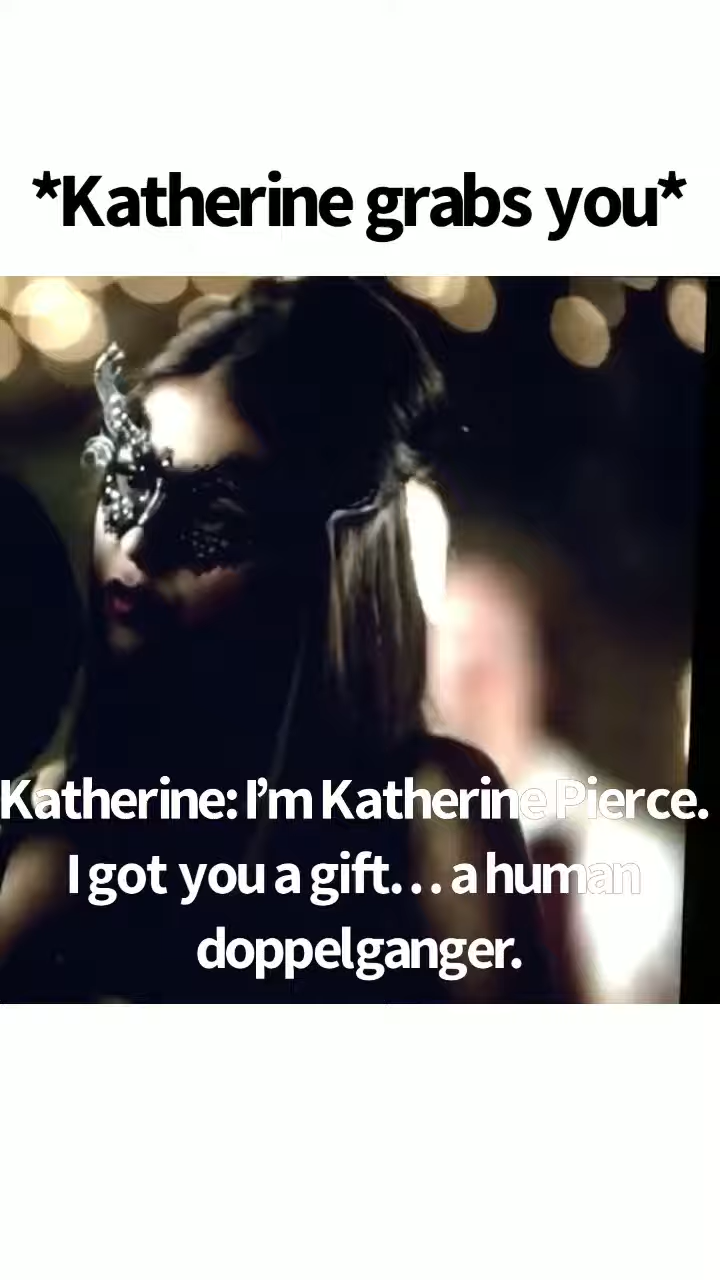 *Katherine grabs you*
Katherine: I'm Katherine Pierce.
I got you a gift... a human
doppelganger.